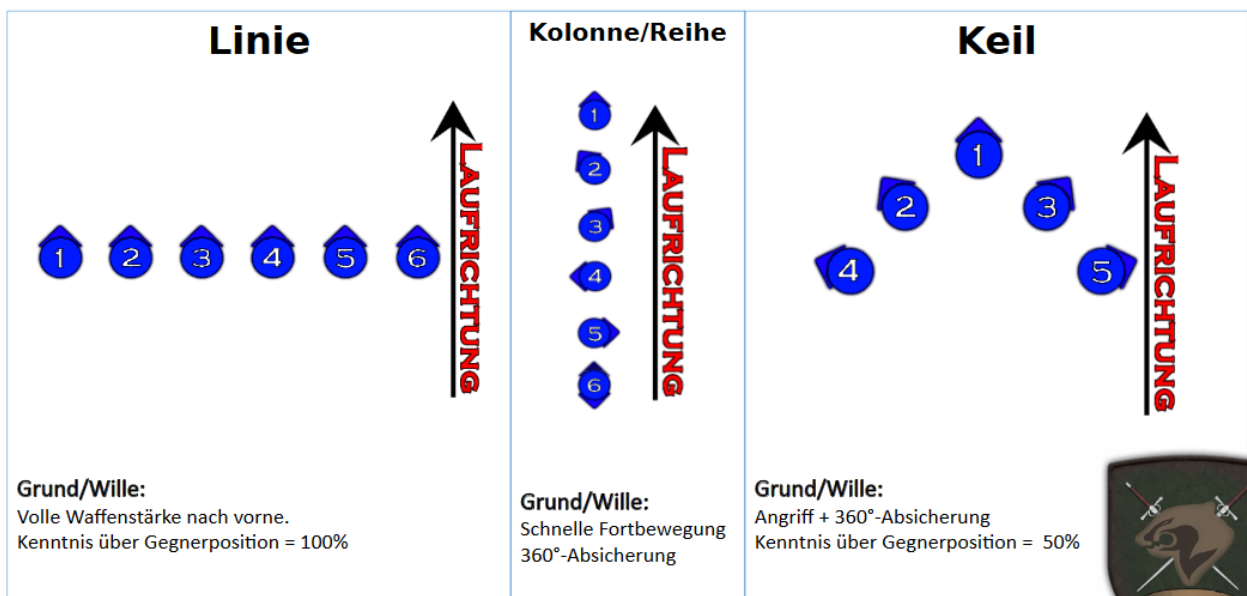 Linie
1 2 3 4 5 6
LAUFRICHTUNG
Grund/Wille:
Volle Waffenstärke nach vorne.
Kenntnis über Gegnerposition = 100%
Kolonne/Reihe
1
2
3
4
5
6
LAUFRICHTUNG
Grund/Wille:
Schnelle Fortbewegung
360°-Absicherung
Keil
1
2 3
4 5
LAUFRICHTUNG
Grund/Wille:
Angriff + 360°-Absicherung
Kenntnis über Gegnerposition = 50%